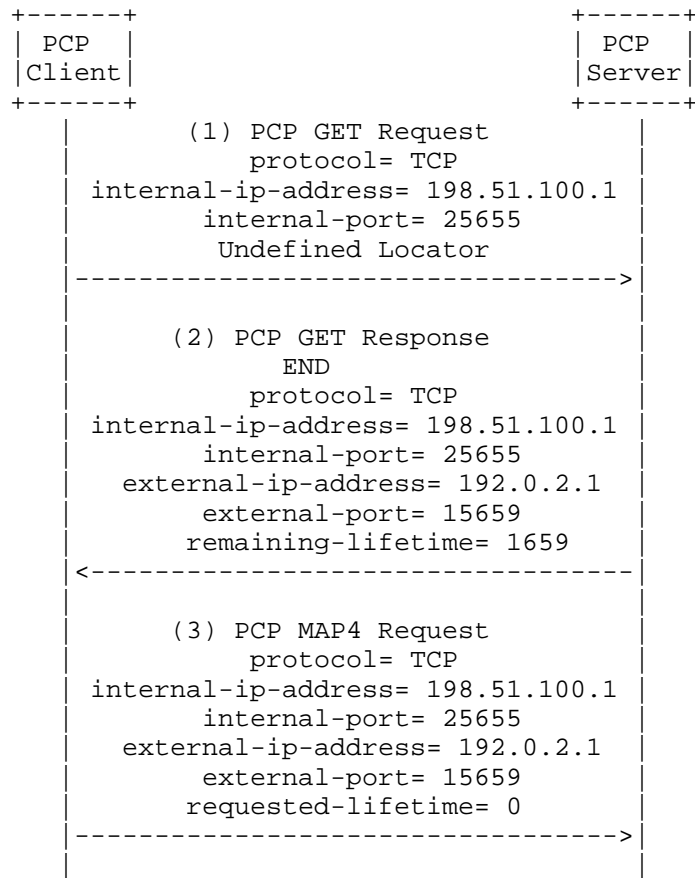 PCP PCP
Client Server
(1) PCP GET Request
protocol= TCP
internal-ip-address= 198.51.100.1
internal-port= 25655
Undefined Locator
(2) PCP GET Response
END
protocol= TCP
internal-ip-address= 198.51.100.1
internal-port= 25655
external-ip-address= 192.0.2.1
external-port= 15659
remaining-lifetime= 1659
(3) PCP MAP4 Request
protocol= TCP
internal-ip-address= 198.51.100.1
internal-port= 25655
external-ip-address= 192.0.2.1
external-port= 15659
requested-lifetime= 0